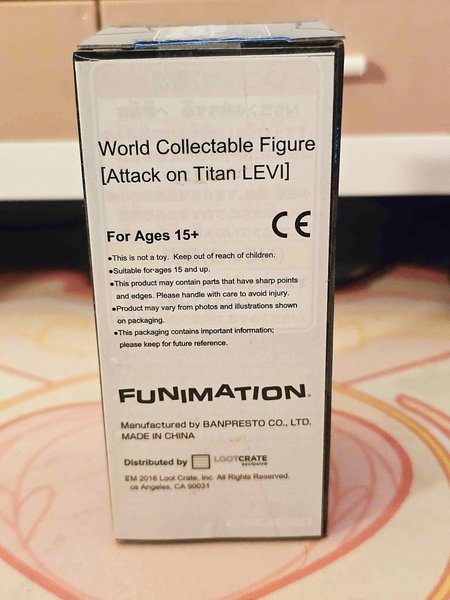 World Collectable Figure
[Attack on Titan LEVI]
For Ages 15+
CE
•This is not a toy. Keep out of reach of children.
•Suitable for ages 15 and up.
•This product may contain parts that have sharp points
and edges. Please handle with care to avoid injury.
•Product may vary from photos and illustrations shown
on packaging.
•This packaging contains important information;
please keep for future reference.
FUNIMATION®
Manufactured by BANPRESTO CO., LTD.
MADE IN CHINA
Distributed by LOOTCRATE
exclusive
EM 2016 Loot Crate, Inc. All Rights Reserved.
os Angeles, CA 90031